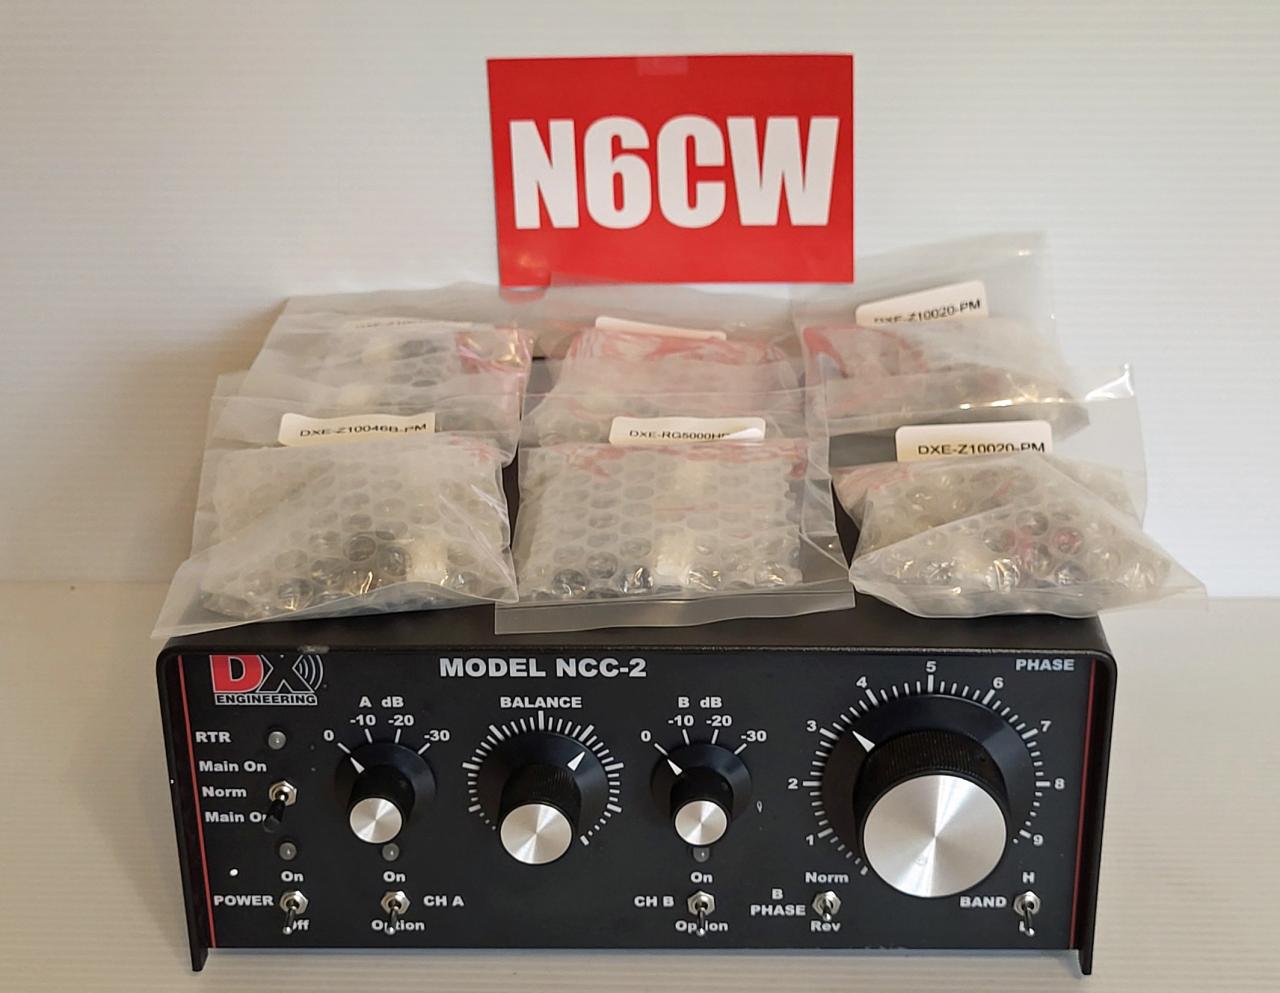 N6CW
DXE-Z10020-PM
DXE-Z10046B-PM
DXE-Z10020-PM
DX
ENGINEERING
MODEL NCC-2
PHASE
A dB
0 -10 -20 -30
BALANCE
B dB
0 -10 -20 -30
1 2 3 4 5 6 7 8 9
RTR
Main On
Norm
Main
On
On
On
POWER
CH A
Option
CH B
Option
Norm
B
PHASE
Rev
H
BAND